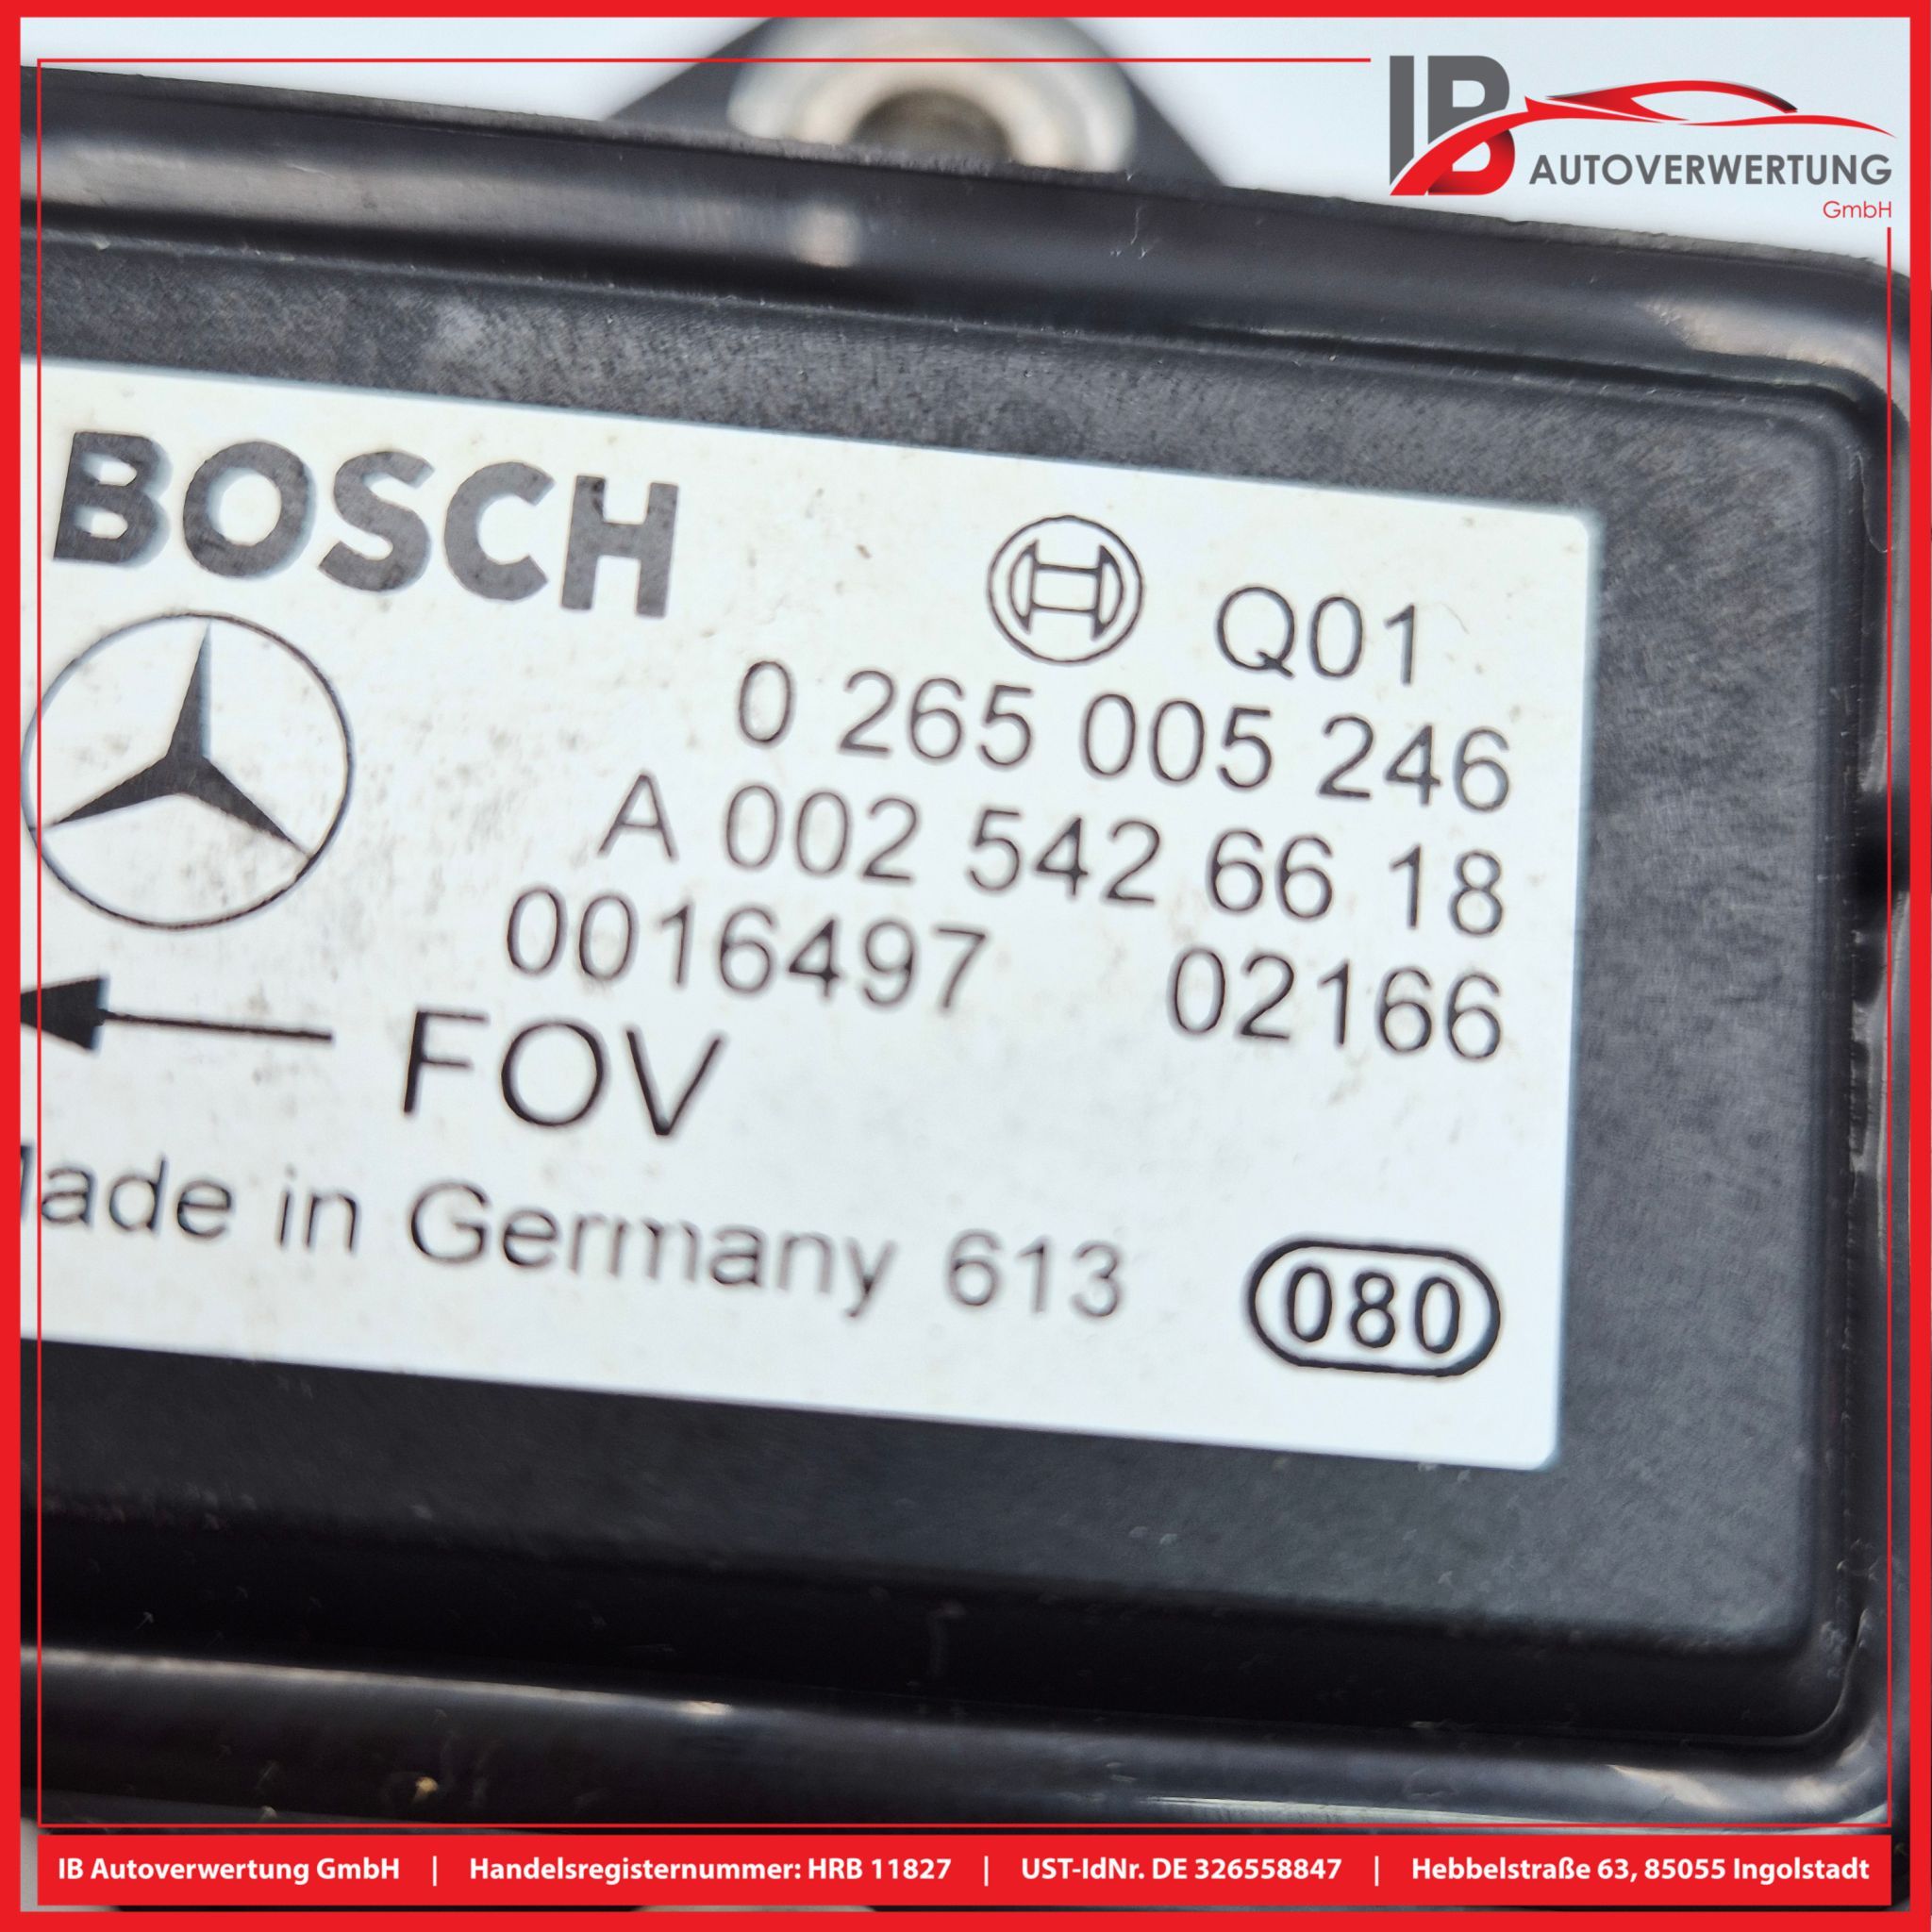 IB
AUTOVERWERTUNG
GmbH
BOSCH
Q01
0 265 005 246
A 002 542 66 18
0016497 02166
FOV
Made in Germany 613
080
IB Autoverwertung GmbH | Handelsregisternummer: HRB 11827 | UST-IdNr. DE 326558847 | Hebbelstraße 63, 85055 Ingolstadt